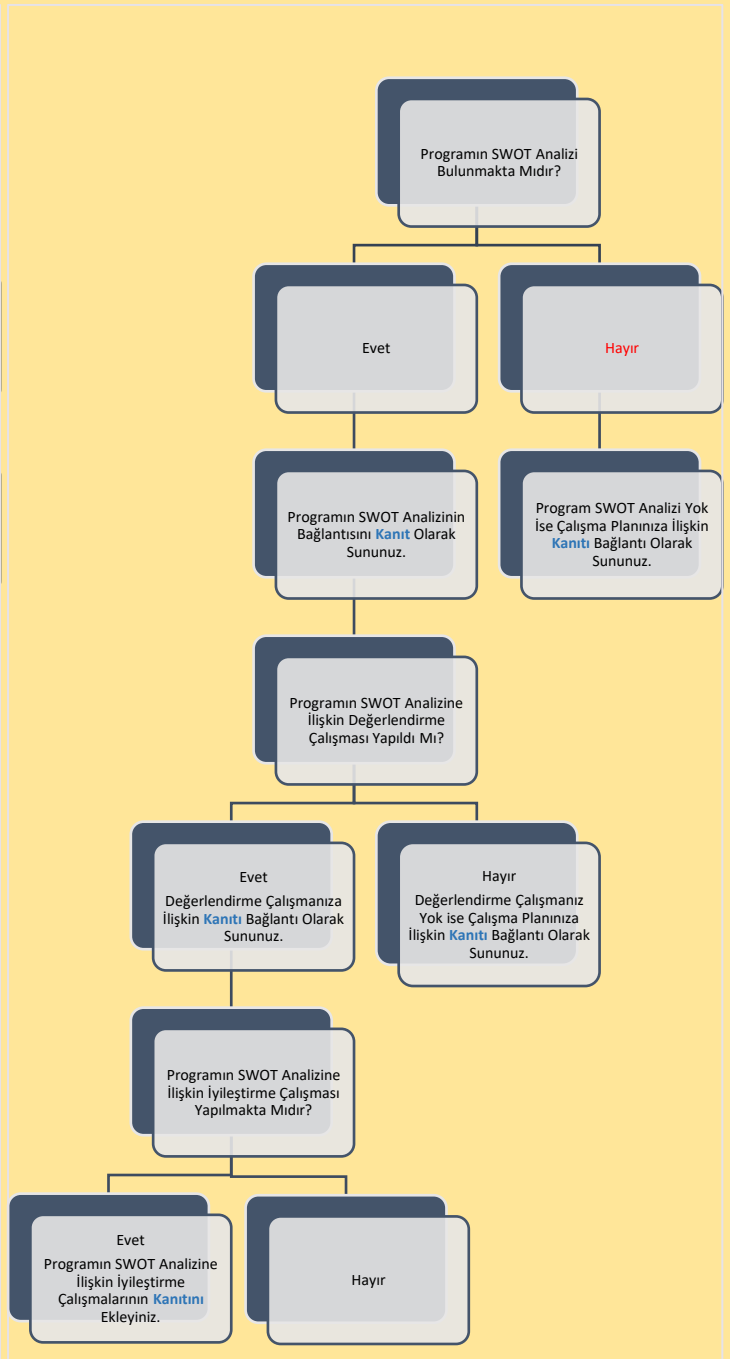 Programın SWOT Analizi
Bulunmakta Mıdır?
Evet
Hayır
Programın SWOT Analizinin
Bağlantısını Kanıt Olarak
Sununuz.
Program SWOT Analizi Yok
İse Çalışma Planınıza İlişkin
Kanıtı Bağlantı Olarak
Sununuz.
Programın SWOT Analizine
İlişkin Değerlendirme
Çalışması Yapıldı Mı?
Evet
Değerlendirme Çalışmanıza
İlişkin Kanıtı Bağlantı Olarak
Sununuz.
Hayır
Değerlendirme Çalışmanız
Yok ise Çalışma Planınıza
İlişkin Kanıtı Bağlantı Olarak
Sununuz.
Programın SWOT Analizine
İlişkin İyileştirme Çalışması
Yapılmakta Mıdır?
Evet
Programın SWOT Analizine
İlişkin İyileştirme
Çalışmalarının Kanıtını
Ekleyiniz.
Hayır